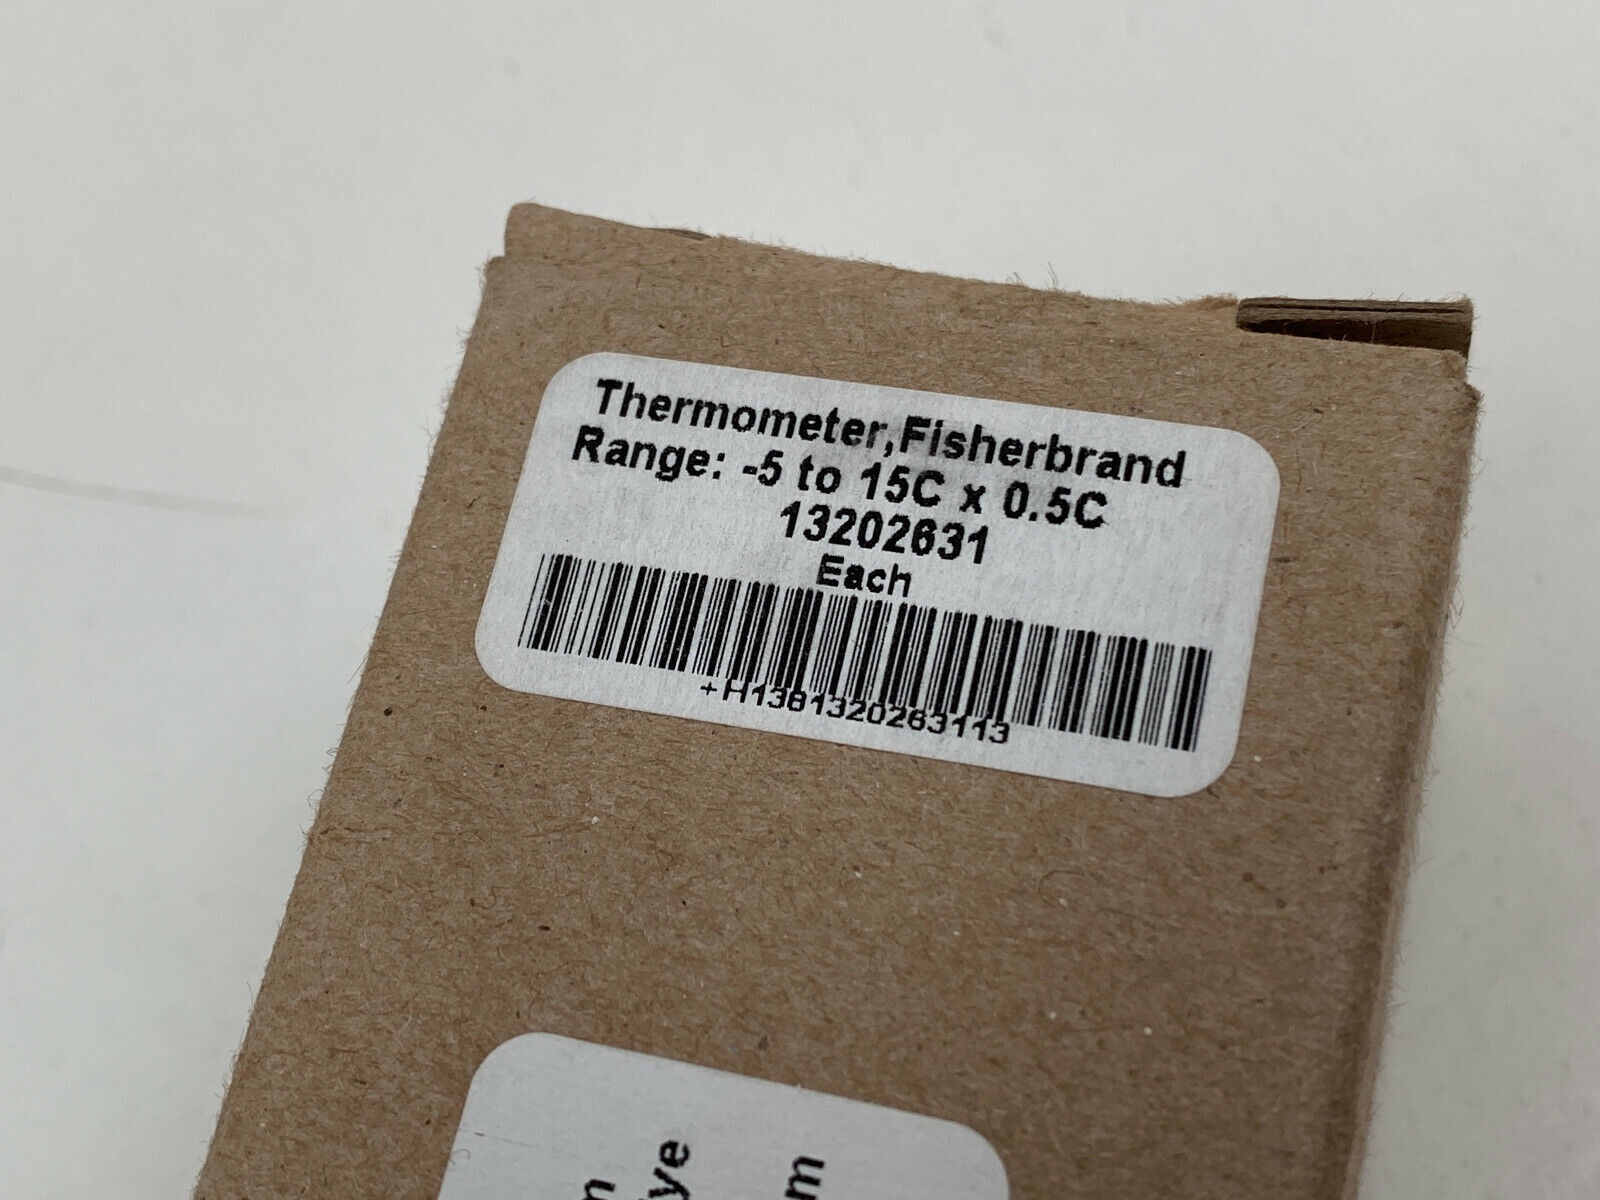 Thermometer,Fisherbrand
Range: -5 to 15C x 0.5C
13202631
Each
+H1381320263113